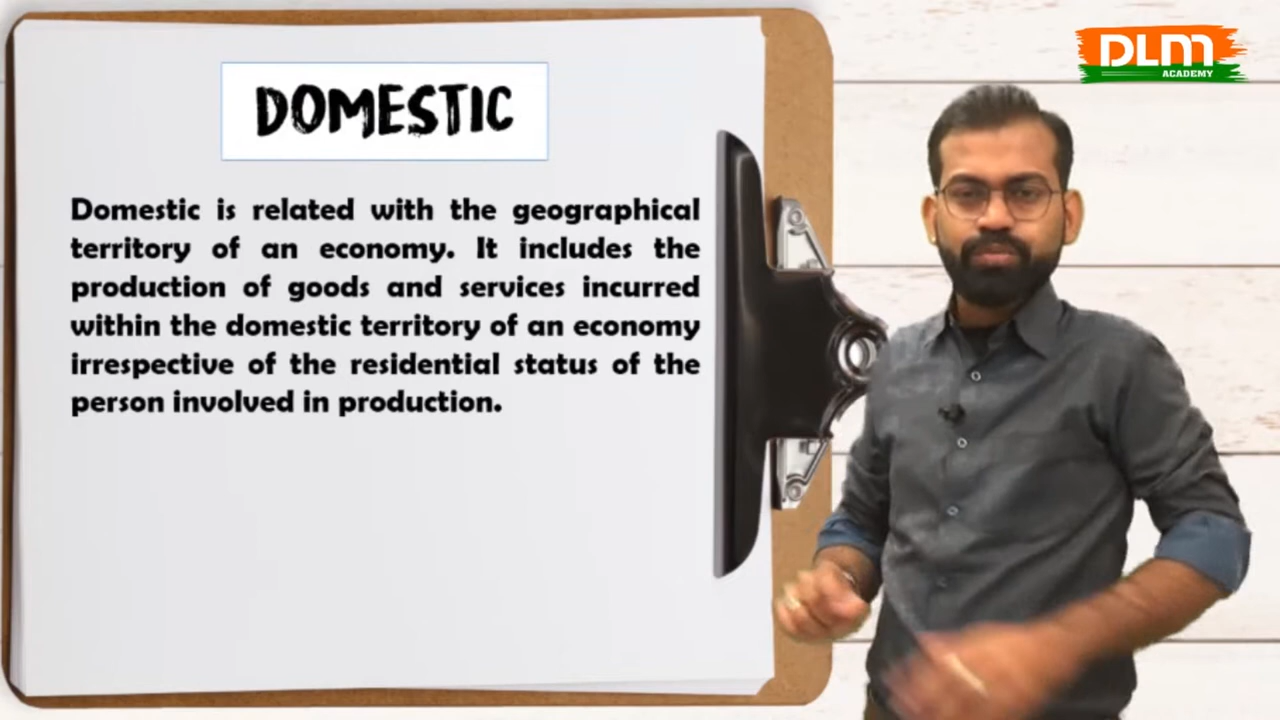 DLM
ACADEMY
DOMESTIC
Domestic is related with the geographical
territory of an economy. It includes the
production of goods and services incurred
within the domestic territory of an economy
irrespective of the residential status of the
person involved in production.